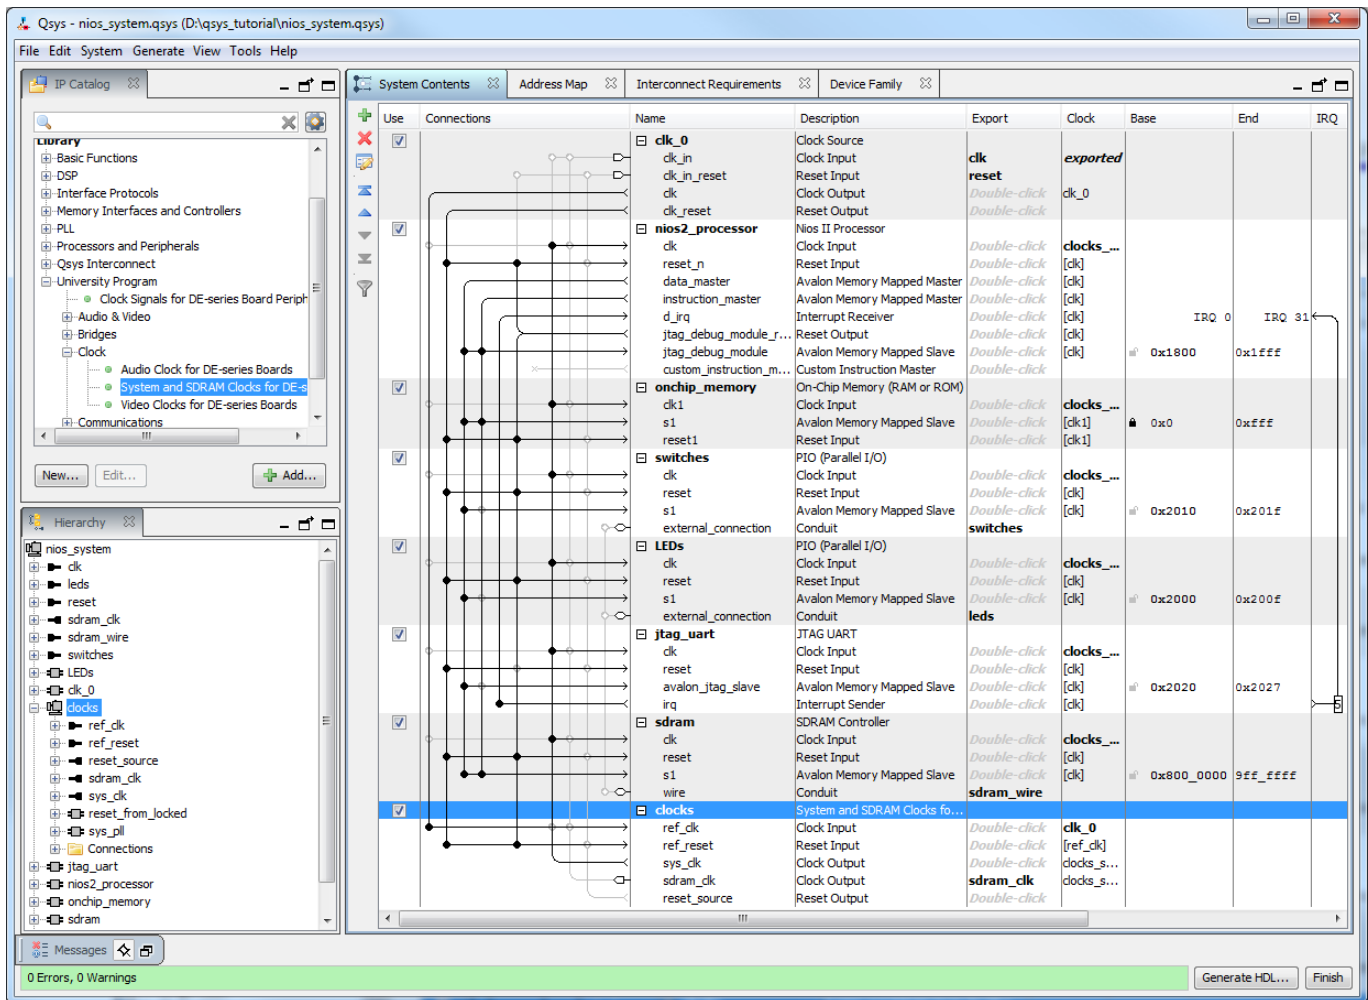 Qsys - nios_system.qsys (D:\qsys_tutorial\nios_system.qsys)
File Edit System Generate View Tools Help
IP Catalog
Library
Basic Functions
DSP
Interface Protocols
Memory Interfaces and Controllers
PLL
Processors and Peripherals
Qsys Interconnect
University Program
Clock Signals for DE-series Board Periph
Audio & Video
Bridges
Clock
Audio Clock for DE-series Boards
System and SDRAM Clocks for DE-s
Video Clocks for DE-series Boards
Communications
New... Edit... Add...
Hierarchy
nios_system
clk
leds
reset
sdram_clk
sdram_wire
switches
LEDs
clk_0
clocks
ref_clk
ref_reset
reset_source
sdram_clk
sys_clk
reset_from_locked
sys_pll
Connections
jtag_uart
nios2_processor
onchip_memory
sdram
System Contents Address Map Interconnect Requirements Device Family
Use Connections Name Description Export Clock Base End IRQ
clk_0 Clock Source
clk_in Clock Input clk exported
clk_in_reset Reset Input reset
clk Clock Output Double-click clk_0
clk_reset Reset Output Double-click
nios2_processor Nios II Processor
clk Clock Input Double-click clocks_...
reset_n Reset Input Double-click [clk]
data_master Avalon Memory Mapped Master Double-click [clk]
instruction_master Avalon Memory Mapped Master Double-click [clk]
d_irq Interrupt Receiver Double-click [clk] IRQ 0 IRQ 31
jtag_debug_module_r... Reset Output Double-click [clk]
jtag_debug_module Avalon Memory Mapped Slave Double-click [clk] 0x1800 0x1fff
custom_instruction_m... Custom Instruction Master Double-click
onchip_memory On-Chip Memory (RAM or ROM)
clk1 Clock Input Double-click clocks_...
s1 Avalon Memory Mapped Slave Double-click [clk1] 0x0 0xfff
reset1 Reset Input Double-click [clk1]
switches PIO (Parallel I/O)
clk Clock Input Double-click clocks_...
reset Reset Input Double-click [clk]
s1 Avalon Memory Mapped Slave Double-click [clk] 0x2010 0x201f
external_connection Conduit switches
LEDs PIO (Parallel I/O)
clk Clock Input Double-click clocks_...
reset Reset Input Double-click [clk]
s1 Avalon Memory Mapped Slave Double-click [clk] 0x2000 0x200f
external_connection Conduit leds
jtag_uart JTAG UART
clk Clock Input Double-click clocks_...
reset Reset Input Double-click [clk]
avalon_jtag_slave Avalon Memory Mapped Slave Double-click [clk] 0x2020 0x2027
irq Interrupt Sender Double-click [clk] 5
sdram SDRAM Controller
clk Clock Input Double-click clocks_...
reset Reset Input Double-click [clk]
s1 Avalon Memory Mapped Slave Double-click [clk] 0x800_0000 9ff_ffff
wire Conduit sdram_wire
clocks System and SDRAM Clocks fo...
ref_clk Clock Input Double-click clk_0
ref_reset Reset Input Double-click [ref_clk]
sys_clk Clock Output Double-click clocks_s...
sdram_clk Clock Output sdram_clk clocks_s...
reset_source Reset Output Double-click
Messages
0 Errors, 0 Warnings
Generate HDL... Finish